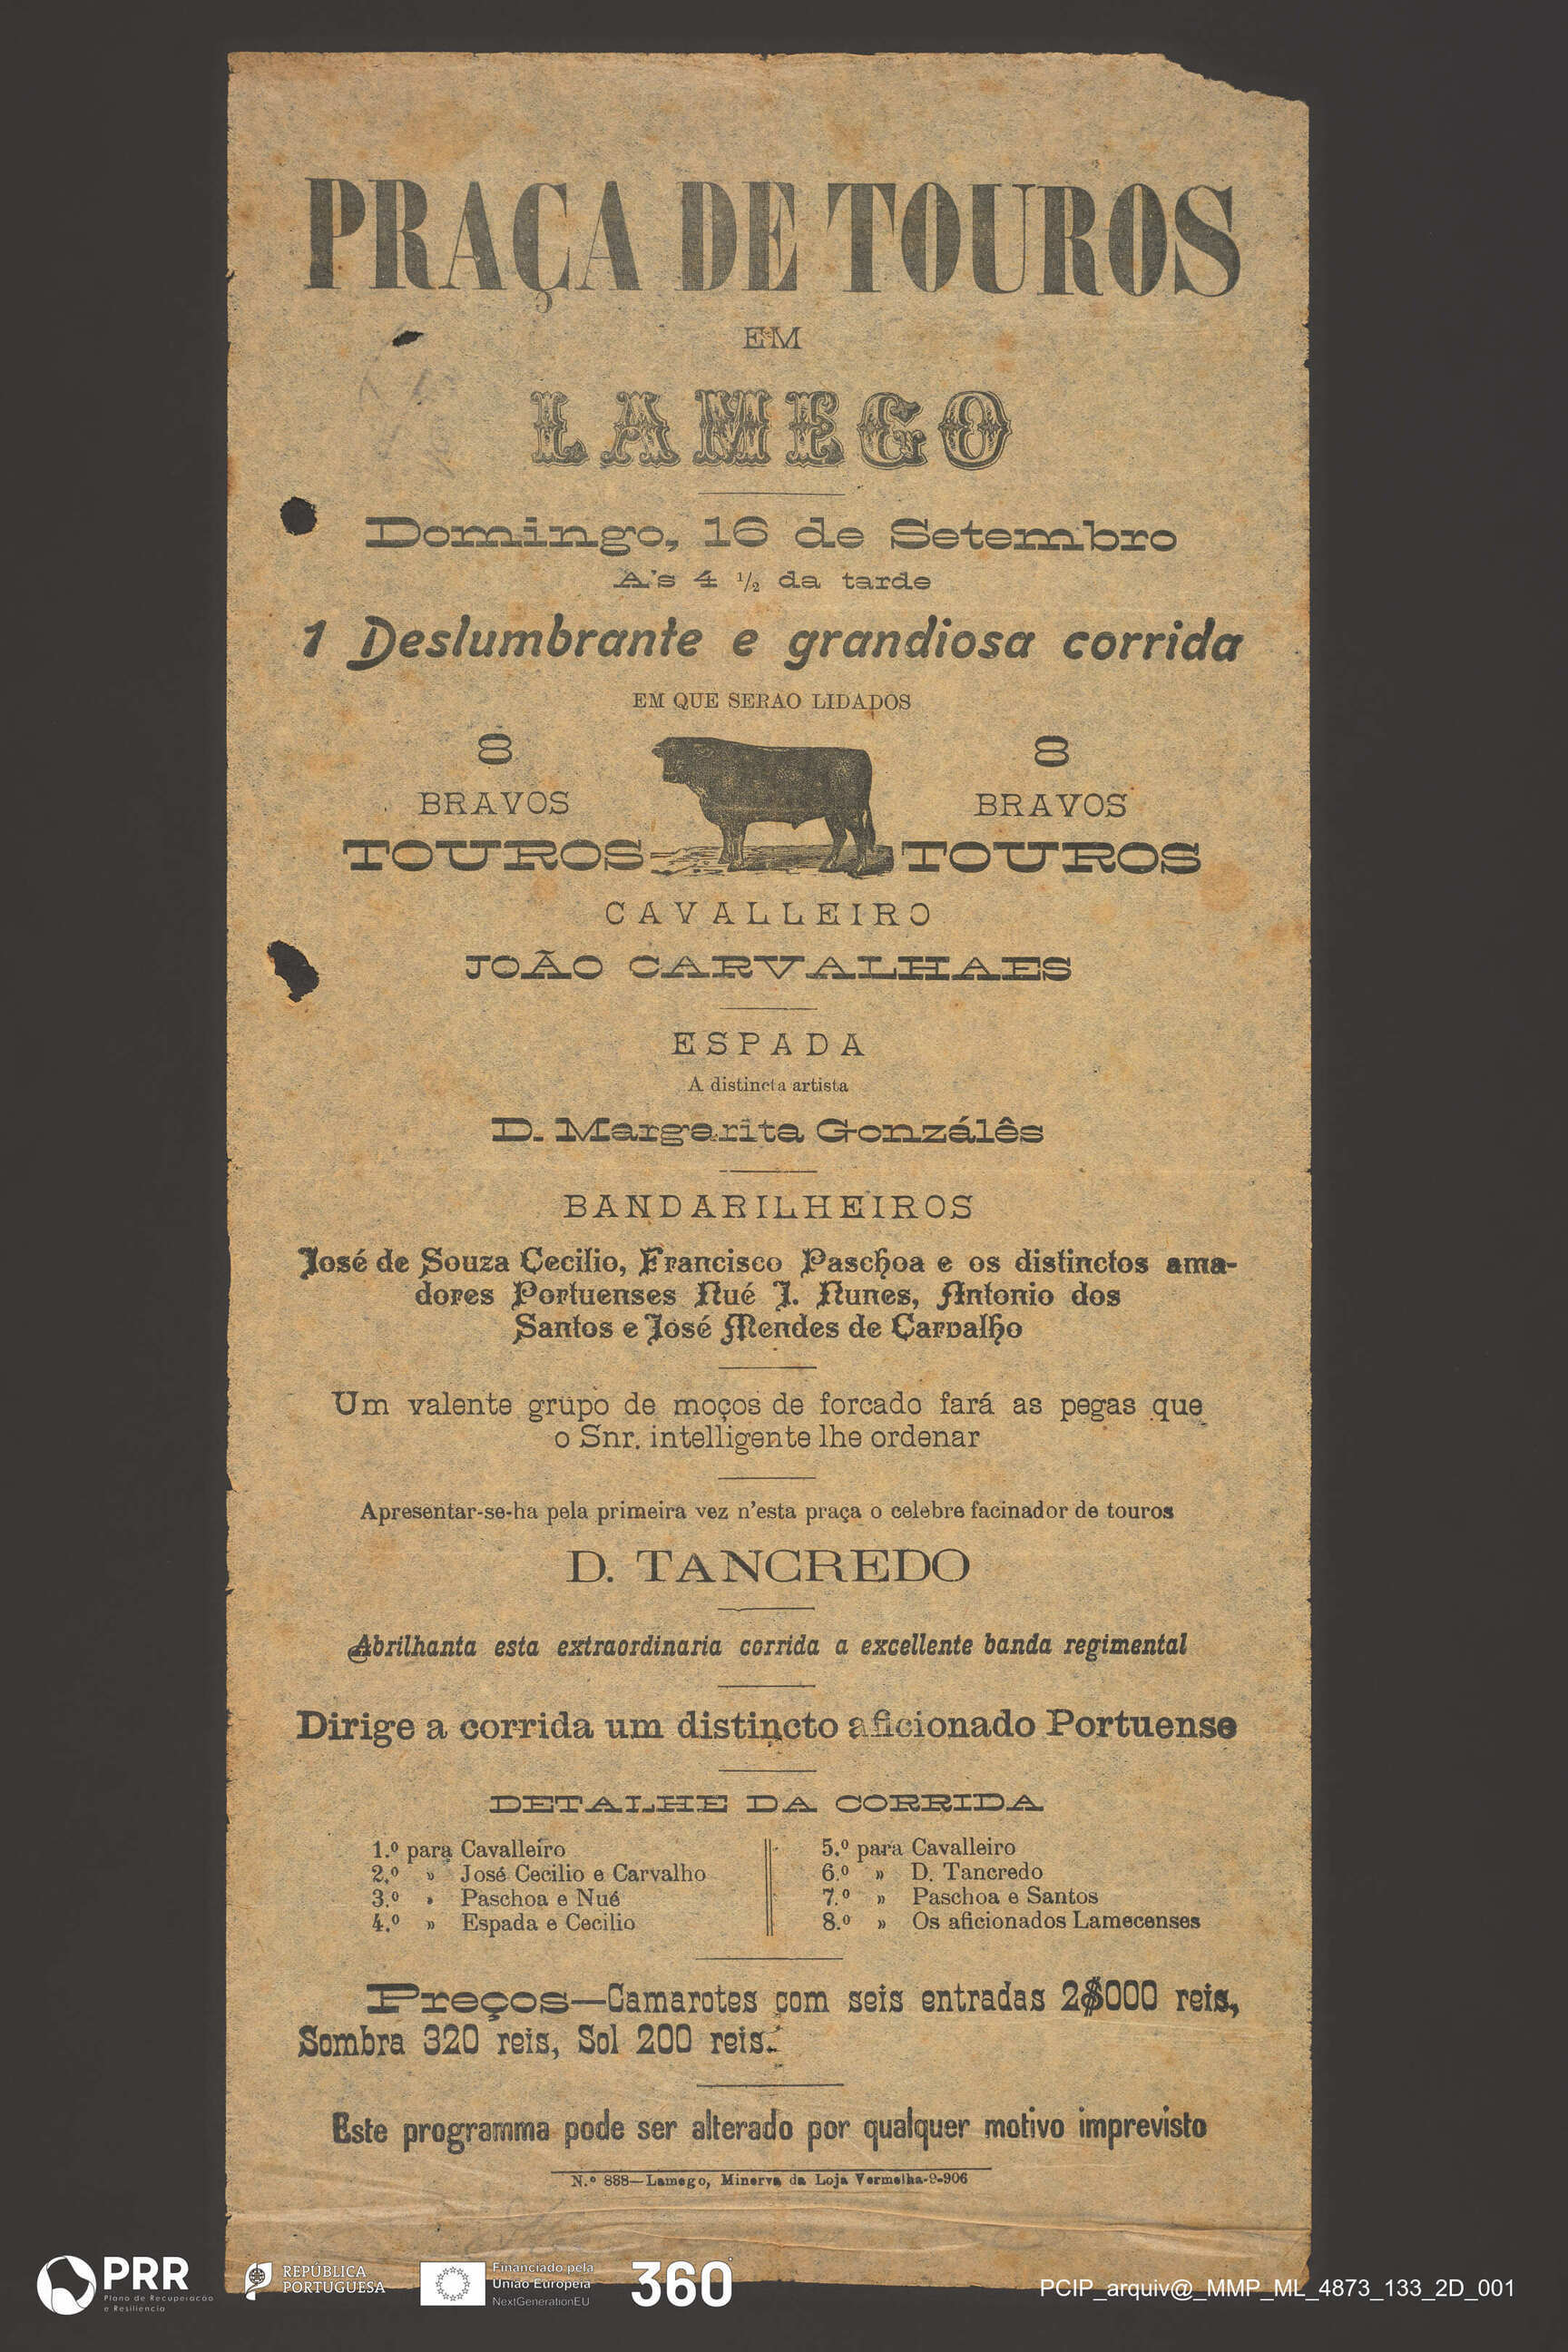 PRAÇA DE TOUROS
EM
LAMEGO
Domingo, 16 de Setembro
A's 4 1/2 da tarde
1 Deslumbrante e grandiosa corrida
EM QUE SERAO LIDADOS
8 8
BRAVOS BRAVOS
TOUROS TOUROS
CAVALLEIRO
JOÃO CARVALHAES
ESPADA
A distincta artista
D. Margarita Gonzálês
BANDARILHEIROS
José de Souza Cecilio, Francisco Paschoa e os distinctos ama-
dores Portuenses Nué J. Nunes, Antonio dos
Santos e José Mendes de Carvalho
Um valente grupo de moços de forcado fará as pegas que
o Snr. intelligente lhe ordenar
Apresentar-se-ha pela primeira vez n'esta praça o celebre facinador de touros
D. TANCREDO
Abrilhanta esta extraordinaria corrida a excellente banda regimental
Dirige a corrida um distincto aficionado Portuense
DETALHE DA CORRIDA
1.º para Cavalleiro
2.º » José Cecilio e Carvalho
3.º » Paschoa e Nué
4.º » Espada e Cecilio
5.º para Cavalleiro
6.º » D. Tancredo
7.º » Paschoa e Santos
8.º » Os aficionados Lamecenses
Preços—Camarotes com seis entradas 2$000 reis,
Sombra 320 reis, Sol 200 reis.
Este programma pode ser alterado por qualquer motivo imprevisto
N.º 888—Lamego, Minerva da Loja Vermelha-9-906
PRR
Plano de Recuperação
e Resiliência
REPÚBLICA
PORTUGUESA
Financiado pela
União Europeia
NextGenerationEU
360º
PCIP_arquiv@_MMP_ML_4873_133_2D_001